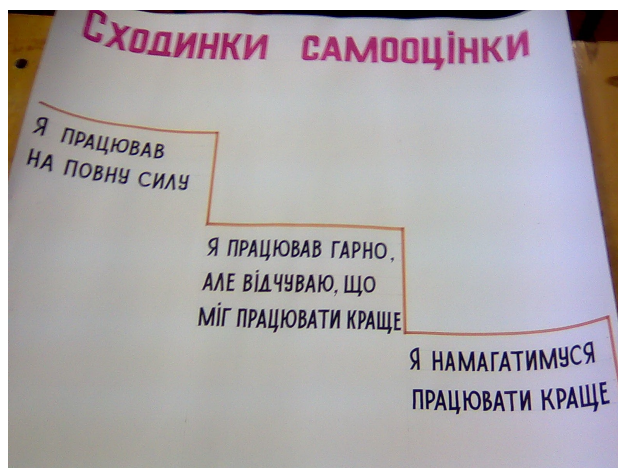 Сходинки самооцінки
Я працював
на повну силу
Я працював гарно,
але відчуваю, що
міг працювати краще
Я намагатимуся
працювати краще